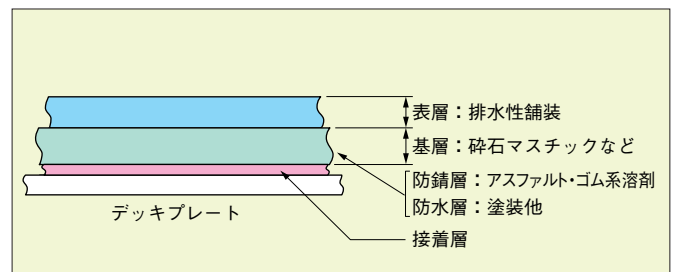 表層：排水性舗装
基層：砕石マスチックなど
防錆層：アスファルト・ゴム系溶剤
防水層：塗装他
デッキプレート
接着層